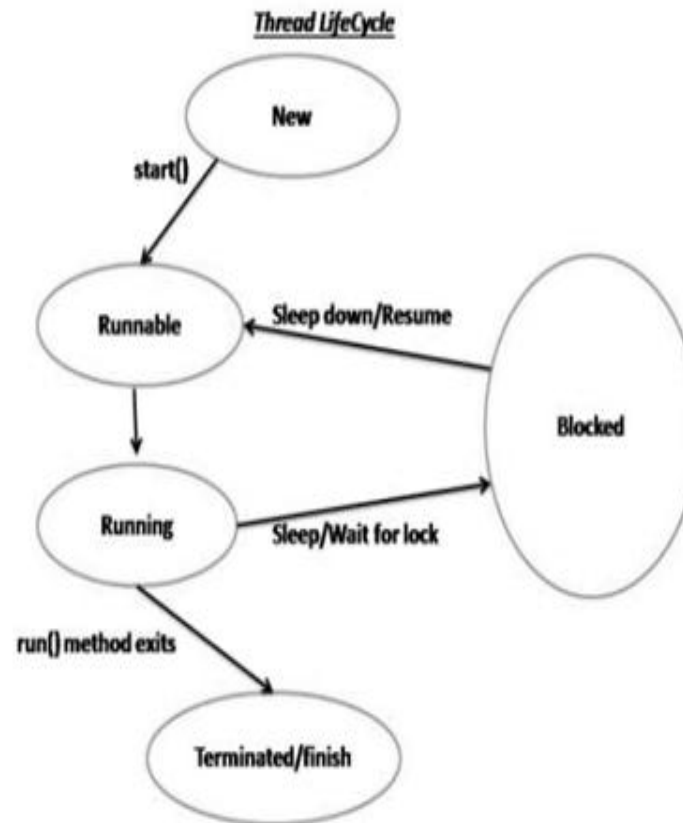 Thread LifeCycle
New
start()
Runnable
Sleep down/Resume
Blocked
Running
Sleep/Wait for lock
run() method exits
Terminated/finish